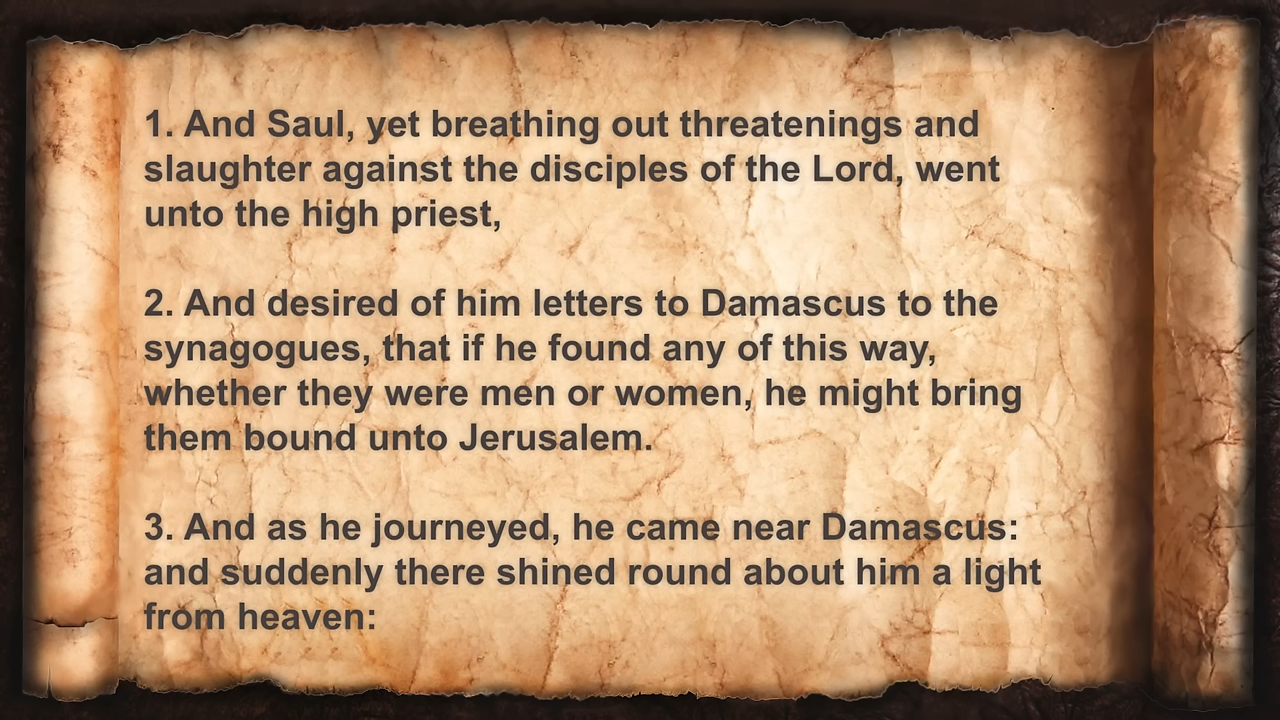 1. And Saul, yet breathing out threatenings and
slaughter against the disciples of the Lord, went
unto the high priest,
2. And desired of him letters to Damascus to the
synagogues, that if he found any of this way,
whether they were men or women, he might bring
them bound unto Jerusalem.
3. And as he journeyed, he came near Damascus:
and suddenly there shined round about him a light
from heaven: